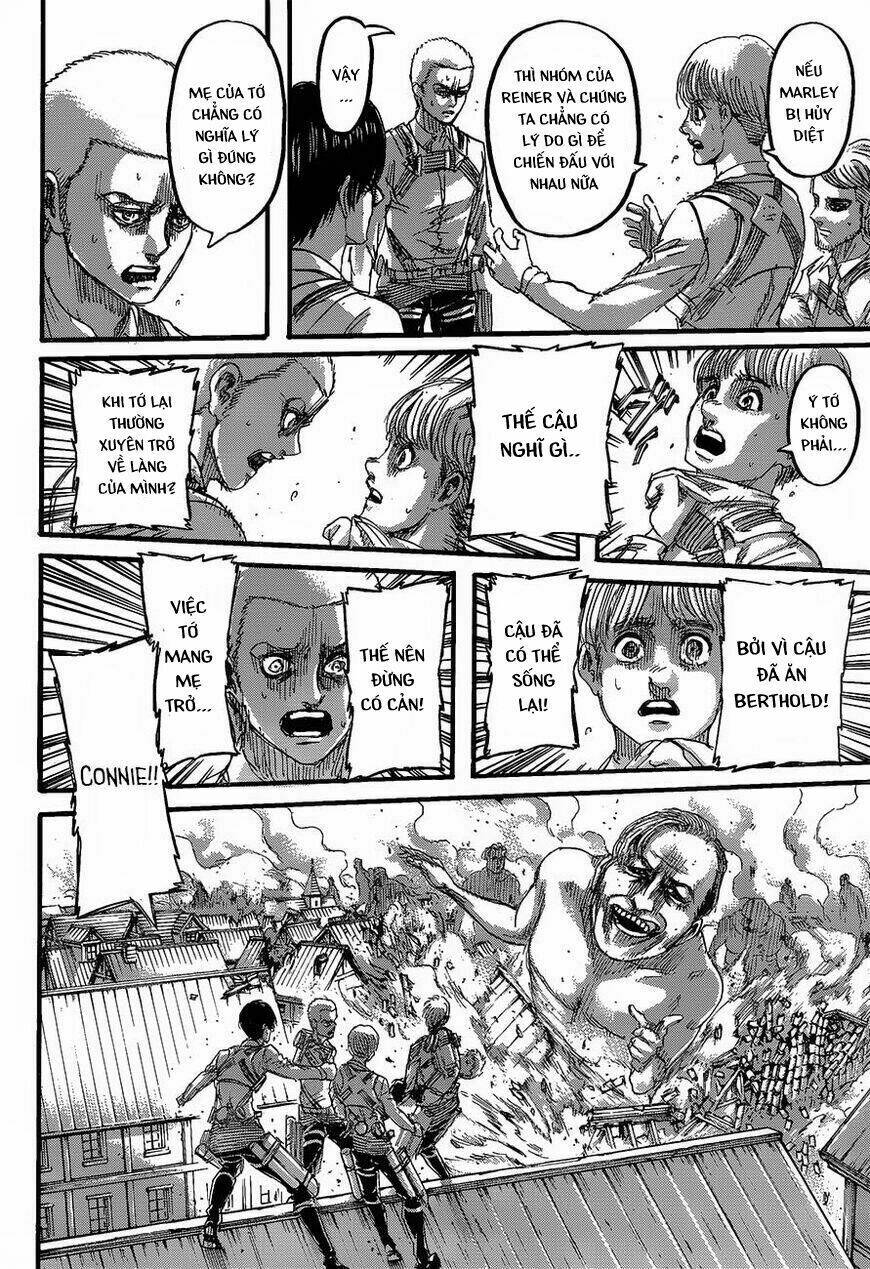 NẾU
MARLEY
BỊ HỦY
DIỆT
THÌ NHÓM CỦA
REINER VÀ CHÚNG
TA CHẲNG CÓ
LÝ DO GÌ ĐỂ
CHIẾN ĐẤU VỚI
NHAU NỮA
VẬY
...
MẸ CỦA TỚ
CHẲNG CÓ
NGHĨA LÝ
GÌ ĐÚNG
KHÔNG?
Ý TỚ
KHÔNG
PHẢI...
THẾ CẬU
NGHĨ GÌ..
KHI TỚ LẠI
THƯỜNG
XUYÊN TRỞ
VỀ LÀNG
CỦA MÌNH?
BỞI VÌ CẬU
ĐÃ ĂN
BERTHOLD!
CẬU ĐÃ
CÓ THỂ
SỐNG
LẠI!
THẾ NÊN
ĐỪNG
CÓ CẢN!
VIỆC
TỚ
MANG
MẸ
TRỞ...
CONNIE!!